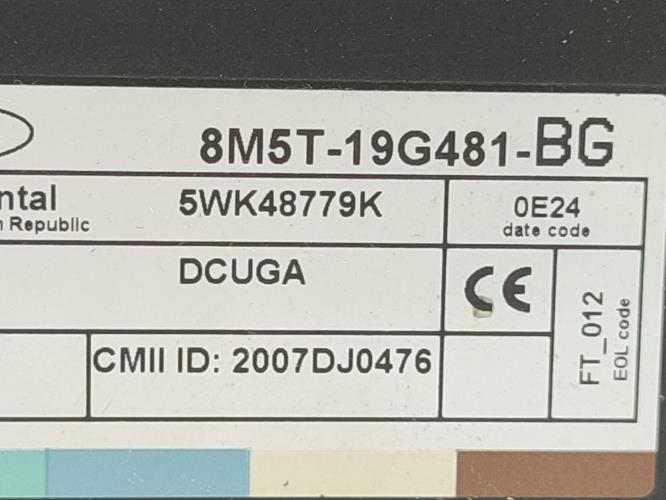 8M5T-19G481-BG
ntal
5WK48779K
0E24
n Republic
date code
DCUGA
CE
FT_012
EOL code
CMII ID: 2007DJ0476